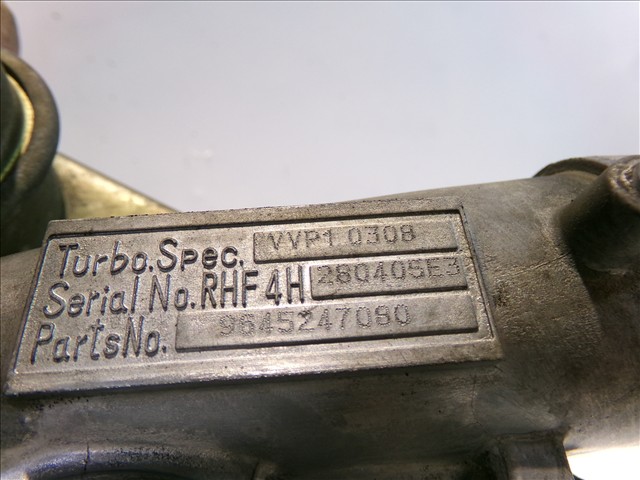 Turbo.Spec. VVP1 0308
Serial No.RHF4H 280405E3
PartsNo. 9645247080